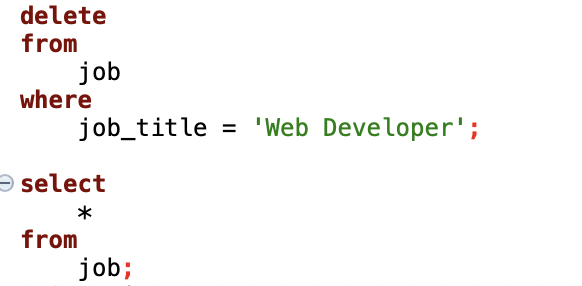 delete
from
    job
where
    job_title = 'Web Developer';

select
    *
from
    job;